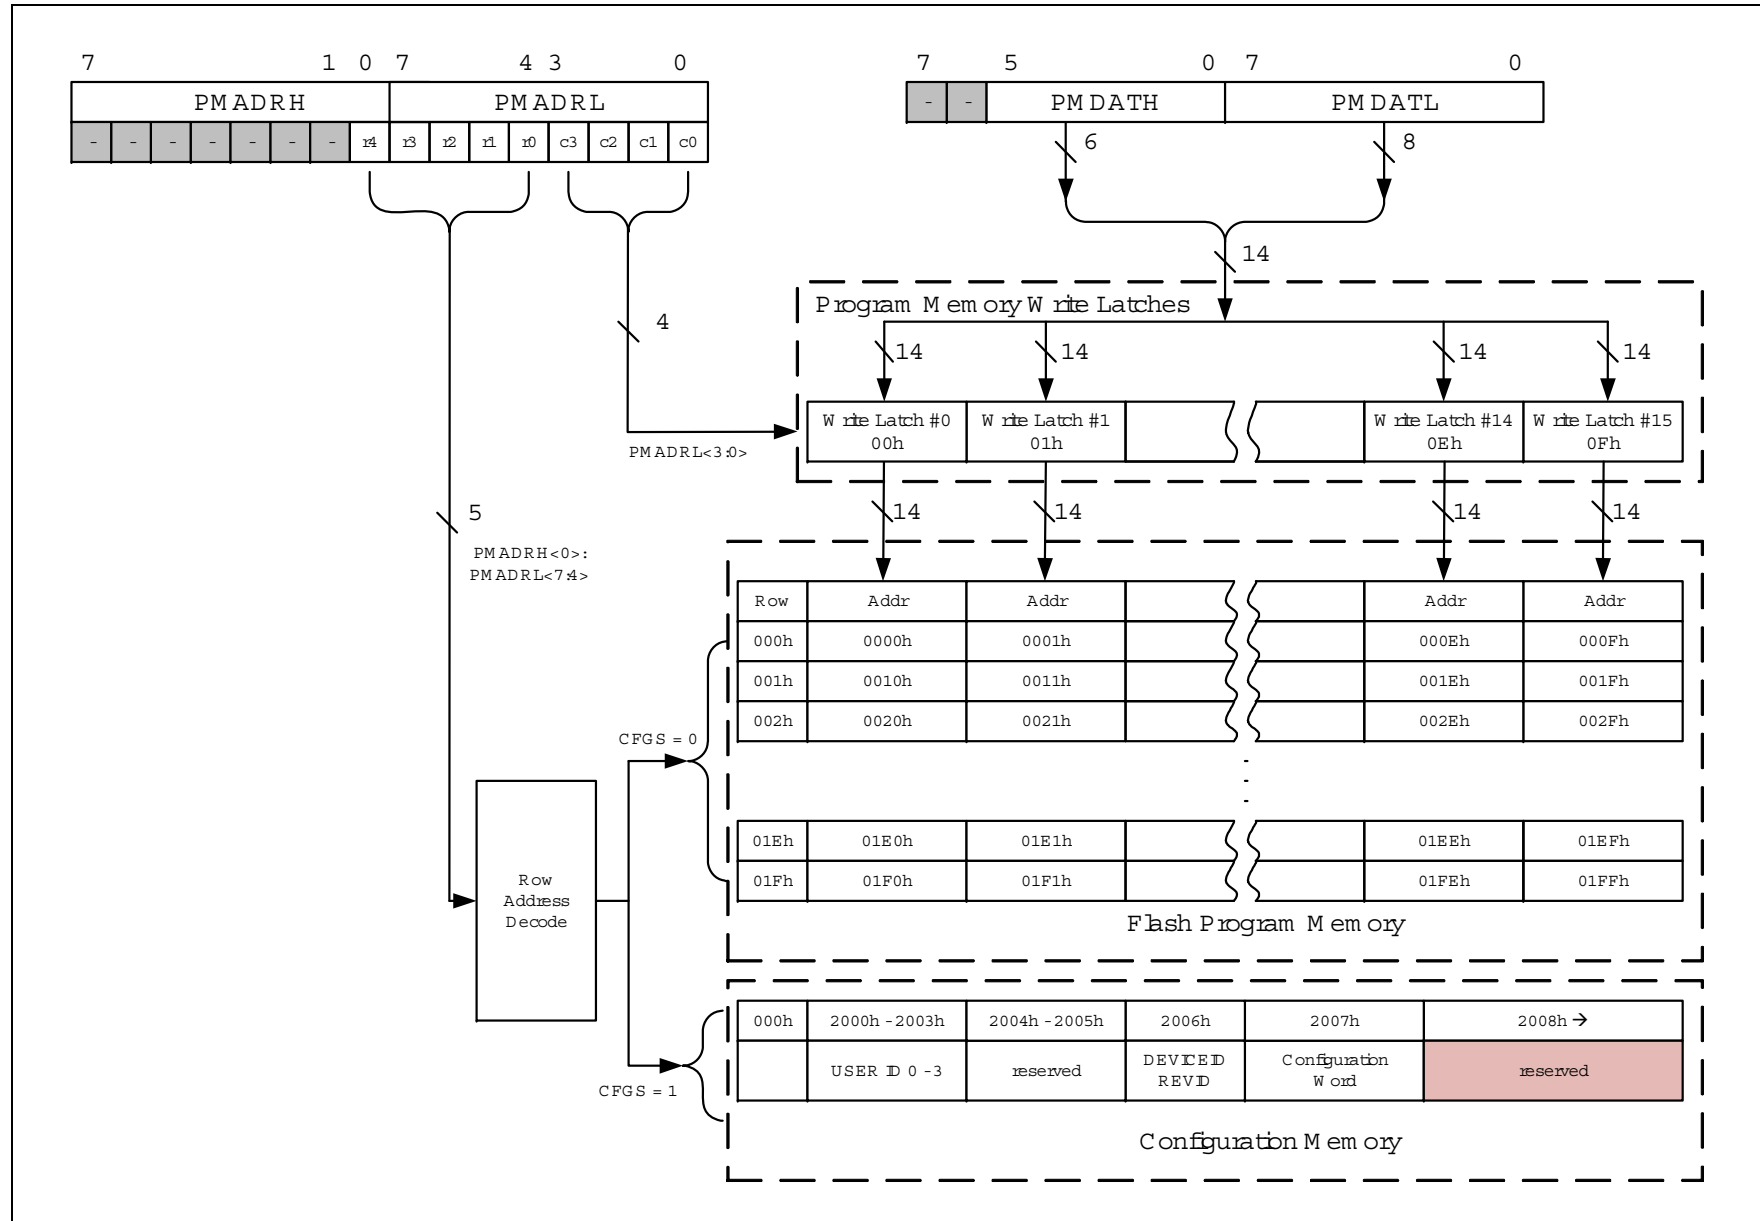 7 1 0 7 4 3 0
PMADRH PMADRL
- - - - - - - r4 r3 r2 r1 r0 c3 c2 c1 c0
7 5 0 7 0
- - PMDATH PMDATL
6 8
14
Program Memory Write Latches
4
14 14 14 14
Write Latch #0 Write Latch #1 Write Latch #14 Write Latch #15
00h 01h 0Eh 0Fh
PMADRL<3:0>
14 14 14 14
5
PMADRH<0>:
PMADRL<7:4>
Row Addr Addr Addr Addr
000h 0000h 0001h 000Eh 000Fh
001h 0010h 0011h 001Eh 001Fh
002h 0020h 0021h 002Eh 002Fh
CFGS = 0
01Eh 01E0h 01E1h 01EEh 01EFh
01Fh 01F0h 01F1h 01FEh 01FFh
Row
Address
Decode
Flash Program Memory
000h 2000h - 2003h 2004h - 2005h 2006h 2007h 2008h →
USER ID 0 - 3 reserved DEVICEID Configuration reserved
REVID Word
CFGS = 1
Configuration Memory